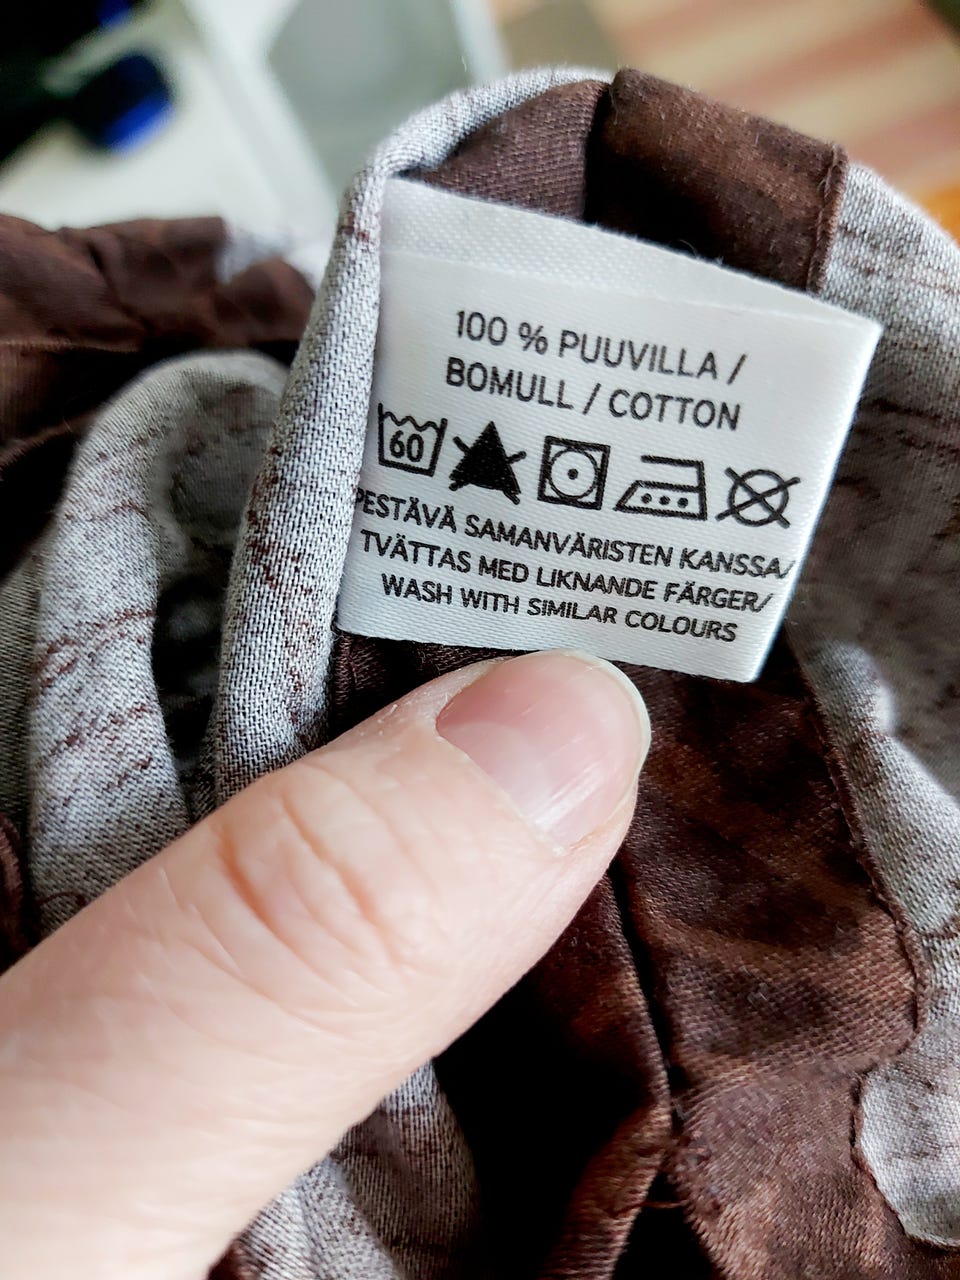 100 % PUUVILLA /
BOMULL / COTTON
60
PESTÄVÄ SAMANVÄRISTEN KANSSA/
TVÄTTAS MED LIKNANDE FÄRGER/
WASH WITH SIMILAR COLOURS